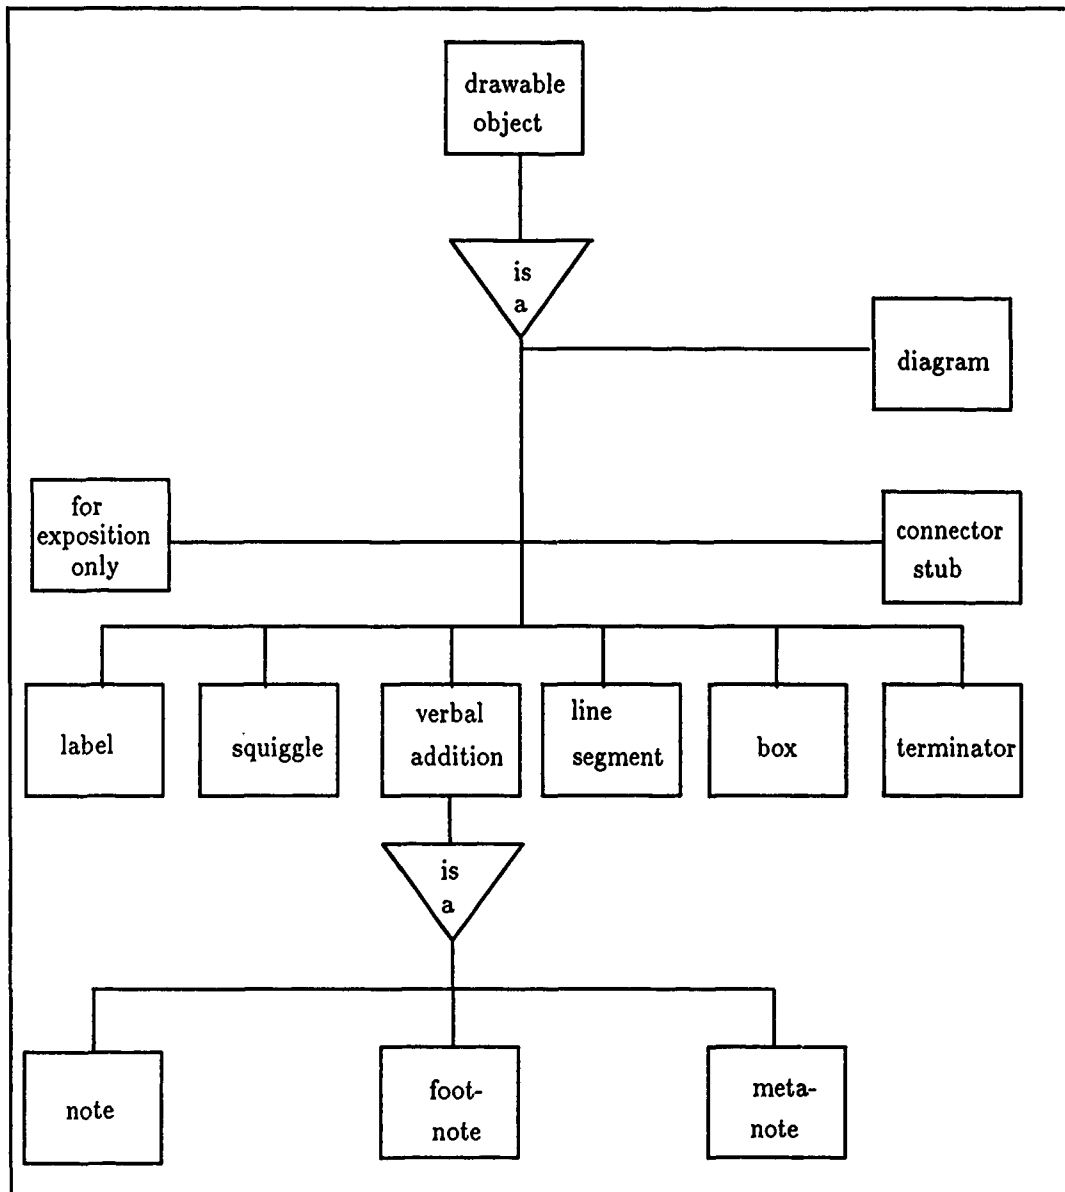 drawable
object
is
a
diagram
for
exposition
only
connector
stub
label
squiggle
verbal
addition
line
segment
box
terminator
is
a
note
foot-
note
meta-
note